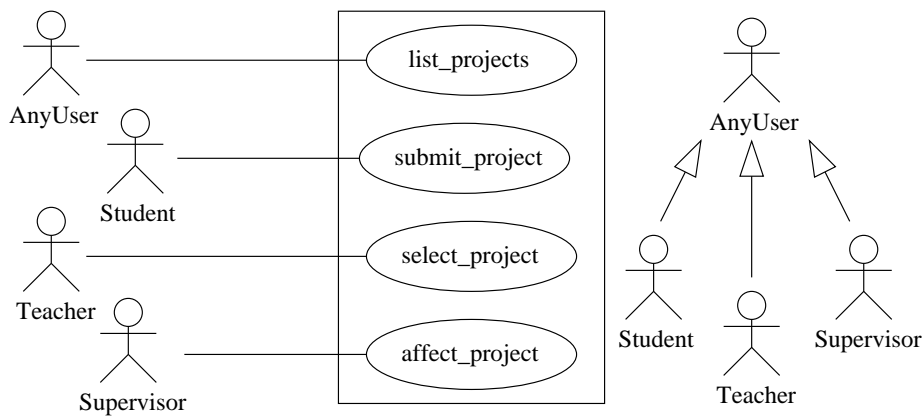 list_projects
AnyUser
submit_project
Student
select_project
Teacher
affect_project
Supervisor
AnyUser
Student
Supervisor
Teacher